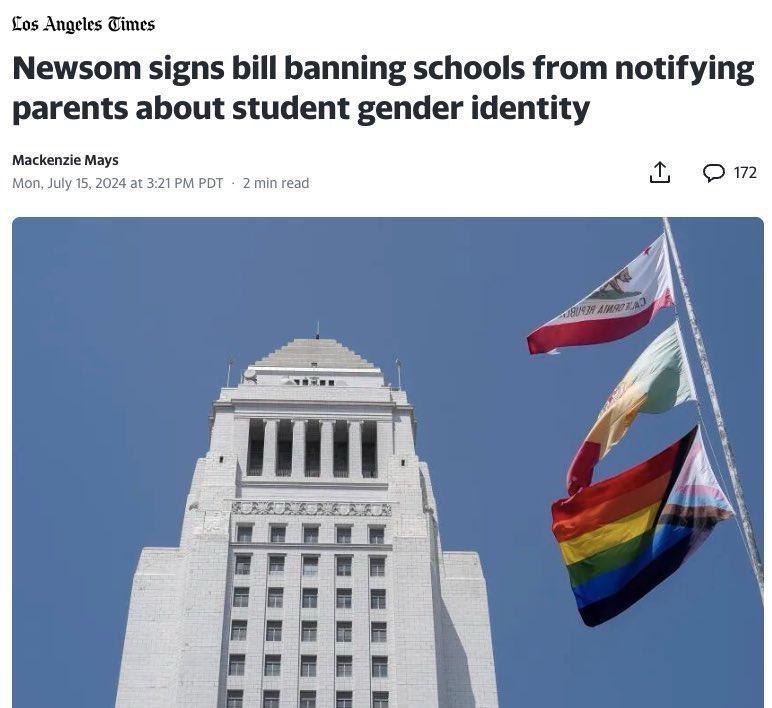 Los Angeles Times
Newsom signs bill banning schools from notifying
parents about student gender identity
Mackenzie Mays
Mon, July 15, 2024 at 3:21 PM PDT · 2 min read
172
CALIFORNIA REPUBLIC